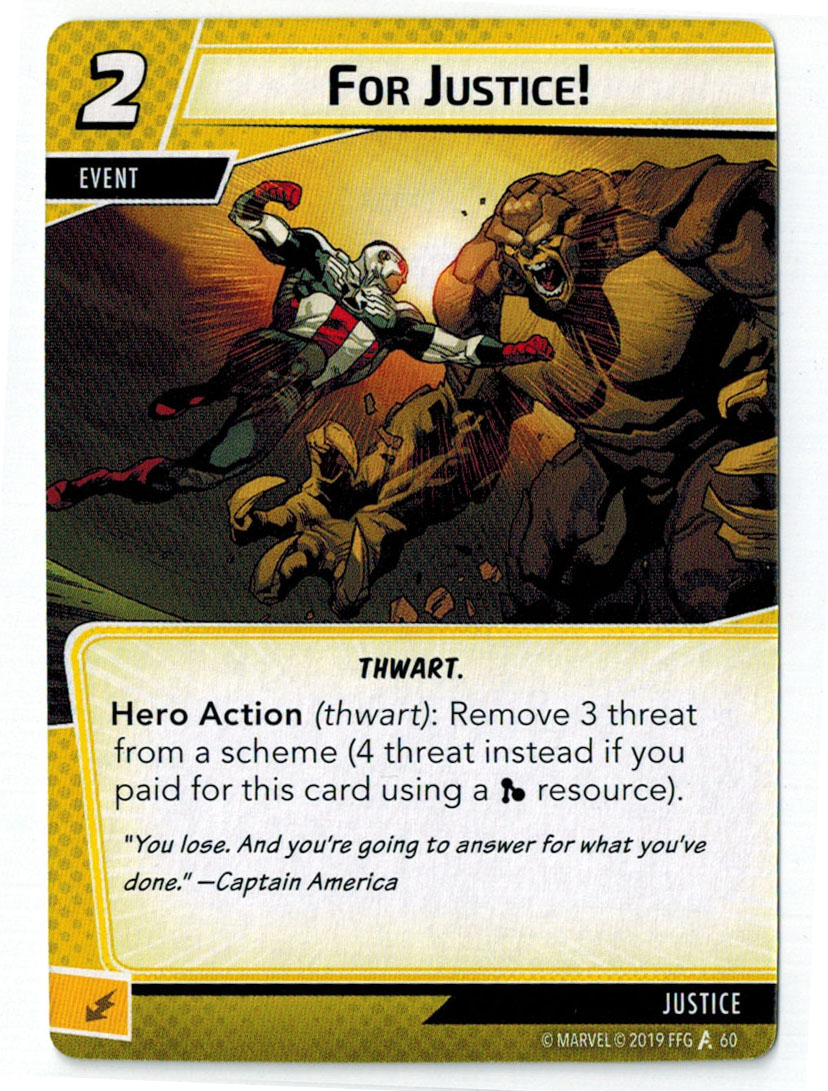 2
FOR JUSTICE!
EVENT
THWART.
Hero Action (thwart): Remove 3 threat
from a scheme (4 threat instead if you
paid for this card using a resource).
"You lose. And you're going to answer for what you've
done." —Captain America
JUSTICE
© MARVEL © 2019 FFG 60